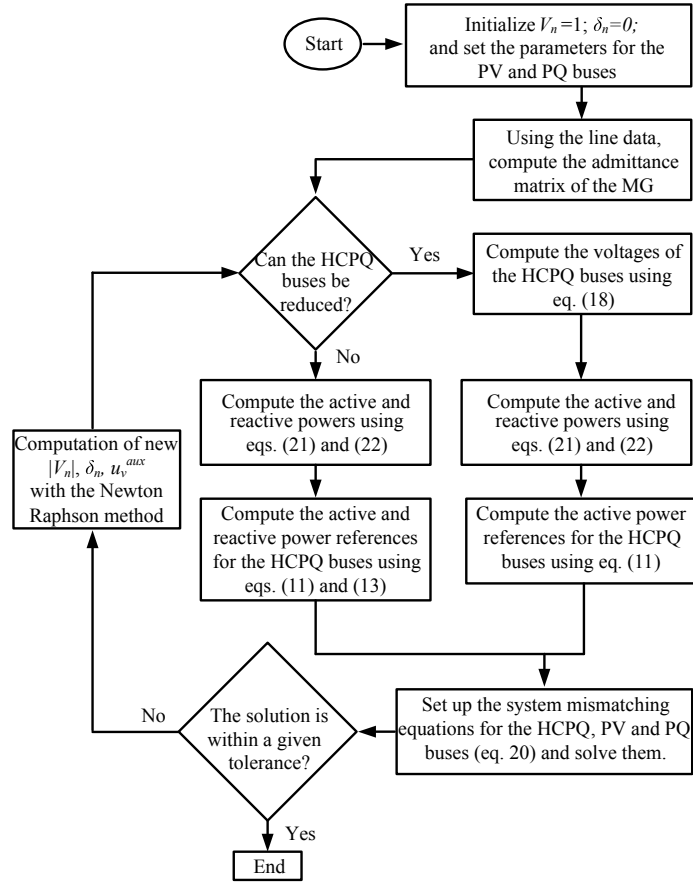 Start
Initialize Vn =1; δn=0;
and set the parameters for the
PV and PQ buses
Using the line data,
compute the admittance
matrix of the MG
Can the HCPQ
buses be
reduced?
Yes
Compute the voltages of
the HCPQ buses using
eq. (18)
No
Compute the active and
reactive powers using
eqs. (21) and (22)
Compute the active and
reactive powers using
eqs. (21) and (22)
Computation of new
|Vn|, δn, uv^aux
with the Newton
Raphson method
Compute the active and
reactive power references
for the HCPQ buses using
eqs. (11) and (13)
Compute the active power
references for the HCPQ
buses using eq. (11)
Set up the system mismatching
equations for the HCPQ, PV and PQ
buses (eq. 20) and solve them.
The solution is
within a given
tolerance?
No
Yes
End